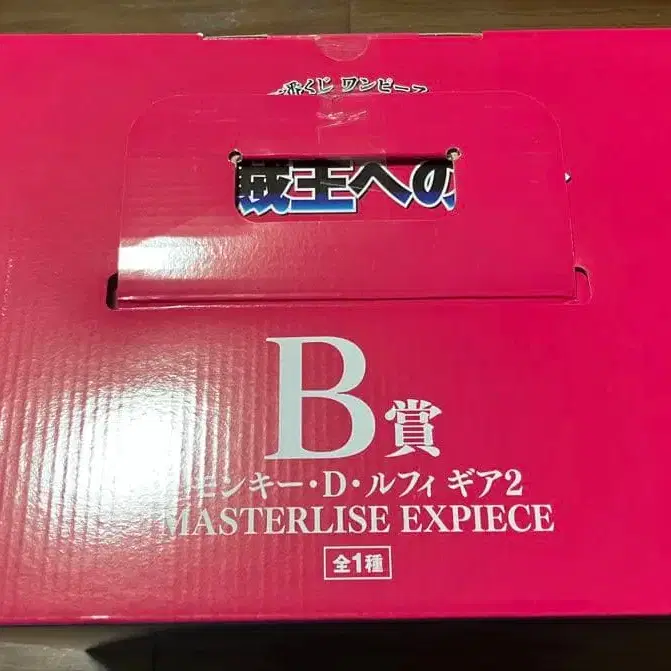 番くじ ワンピース
賊王への
B賞
モンキー・D・ルフィ ギア2
MASTERLISE EXPIECE
全1種